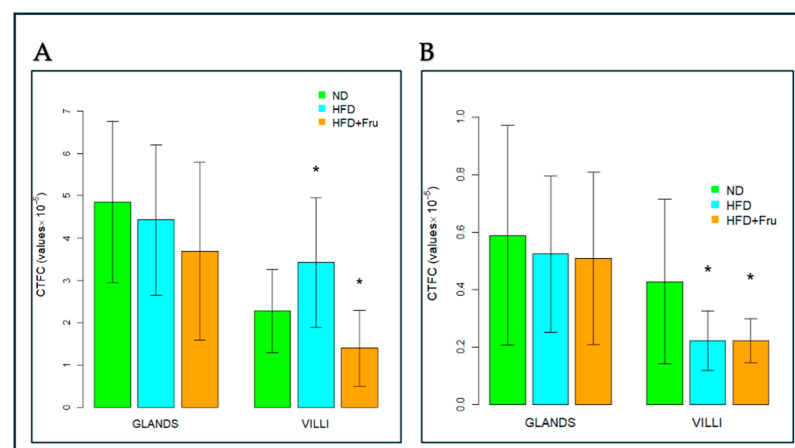 A
ND
HFD
HFD+Fru
7
6
5
4
3
2
1
0
CTFC (values× 10⁻⁵)
*
*
GLANDS VILLI
B
ND
HFD
HFD+Fru
1.0
0.8
0.6
0.4
0.2
0.0
CTFC (values× 10⁻⁵)
*
*
GLANDS VILLI